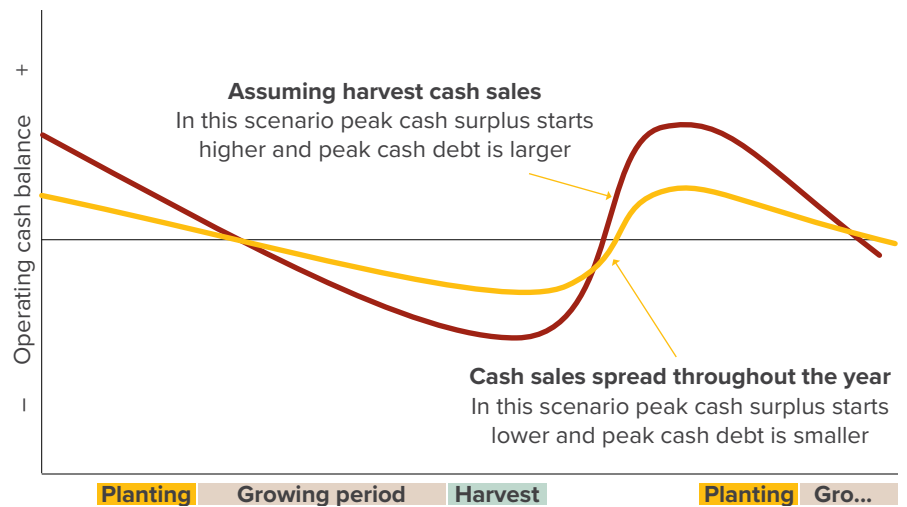 +
Operating cash balance
–
Assuming harvest cash sales
In this scenario peak cash surplus starts
higher and peak cash debt is larger
Cash sales spread throughout the year
In this scenario peak cash surplus starts
lower and peak cash debt is smaller
Planting Growing period Harvest Planting Gro...